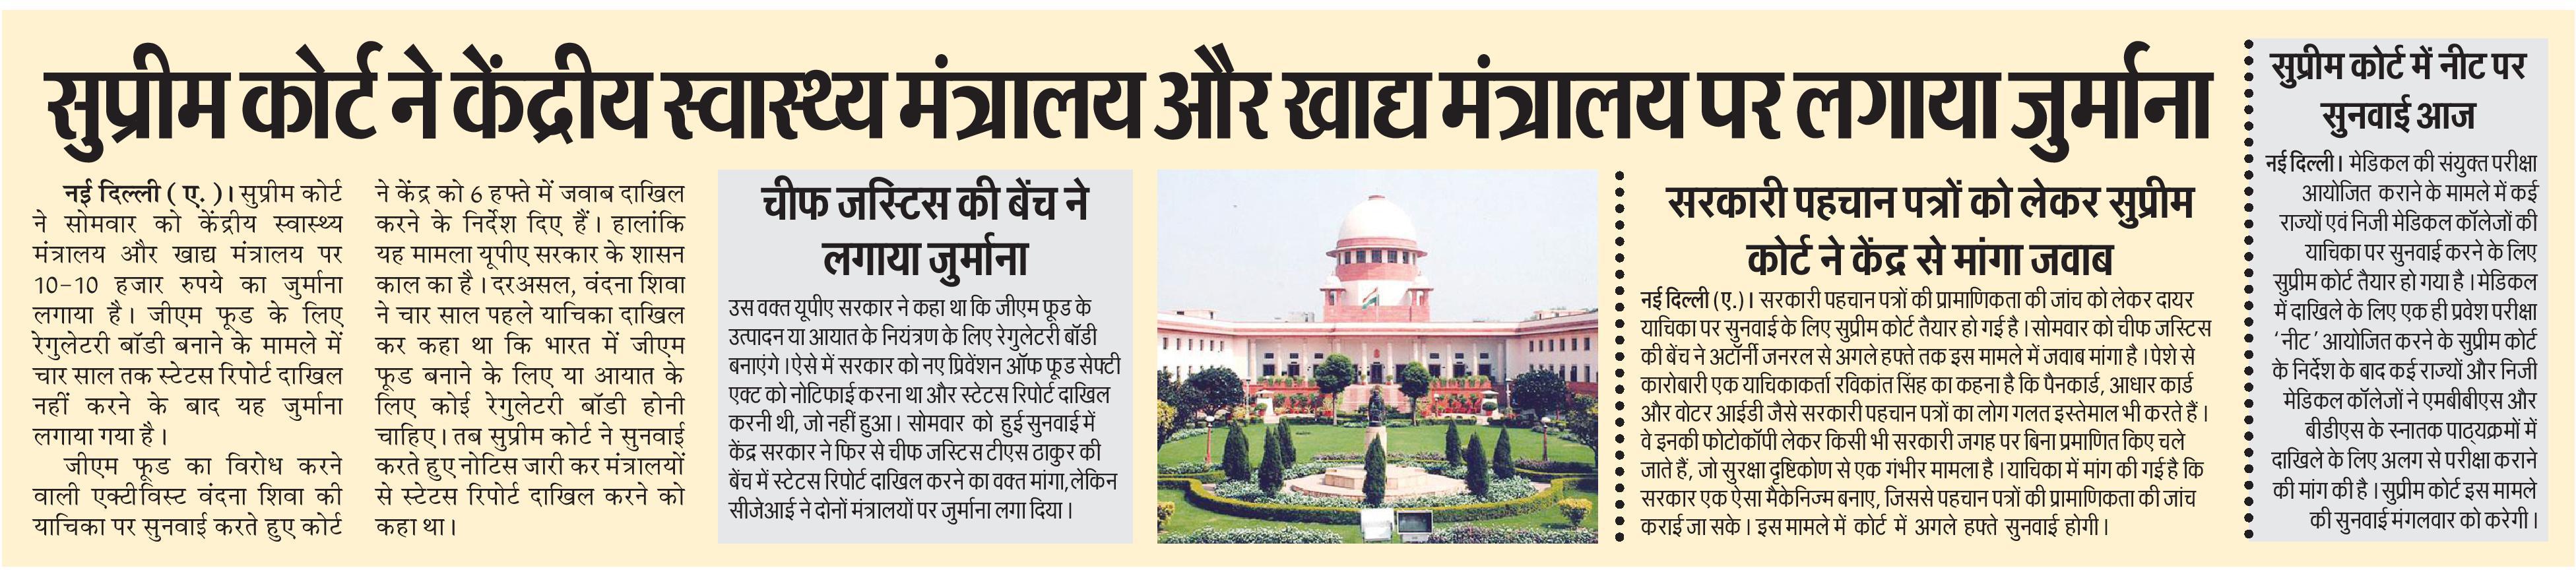 सुप्रीम कोर्ट ने केंद्रीय स्वास्थ्य मंत्रालय और खाद्य मंत्रालय पर लगाया जुर्माना
नई दिल्ली ( ए. )। सुप्रीम कोर्ट
ने सोमवार को केंद्रीय स्वास्थ्य
मंत्रालय और खाद्य मंत्रालय पर
10-10 हजार रुपये का जुर्माना
लगाया है। जीएम फूड के लिए
रेगुलेटरी बॉडी बनाने के मामले में
चार साल तक स्टेटस रिपोर्ट दाखिल
नहीं करने के बाद यह जुर्माना
लगाया गया है।
जीएम फूड का विरोध करने
वाली एक्टीविस्ट वंदना शिवा की
याचिका पर सुनवाई करते हुए कोर्ट
ने केंद्र को 6 हफ्ते में जवाब दाखिल
करने के निर्देश दिए हैं। हालांकि
यह मामला यूपीए सरकार के शासन
काल का है। दरअसल, वंदना शिवा
ने चार साल पहले याचिका दाखिल
कर कहा था कि भारत में जीएम
फूड बनाने के लिए या आयात के
लिए कोई रेगुलेटरी बॉडी होनी
चाहिए। तब सुप्रीम कोर्ट ने सुनवाई
करते हुए नोटिस जारी कर मंत्रालयों
से स्टेटस रिपोर्ट दाखिल करने को
कहा था।
चीफ जस्टिस की बेंच ने
लगाया जुर्माना
उस वक्त यूपीए सरकार ने कहा था कि जीएम फूड के
उत्पादन या आयात के नियंत्रण के लिए रेगुलेटरी बॉडी
बनाएंगे। ऐसे में सरकार को नए प्रिवेंशन ऑफ फूड सेफ्टी
एक्ट को नोटिफाई करना था और स्टेटस रिपोर्ट दाखिल
करनी थी, जो नहीं हुआ। सोमवार को हुई सुनवाई में
केंद्र सरकार ने फिर से चीफ जस्टिस टीएस ठाकुर की
बेंच में स्टेटस रिपोर्ट दाखिल करने का वक्त मांगा, लेकिन
सीजेआई ने दोनों मंत्रालयों पर जुर्माना लगा दिया।
सरकारी पहचान पत्रों को लेकर सुप्रीम
कोर्ट ने केंद्र से मांगा जवाब
नई दिल्ली (ए.)। सरकारी पहचान पत्रों की प्रामाणिकता की जांच को लेकर दायर
याचिका पर सुनवाई के लिए सुप्रीम कोर्ट तैयार हो गई है। सोमवार को चीफ जस्टिस
की बेंच ने अटॉर्नी जनरल से अगले हफ्ते तक इस मामले में जवाब मांगा है। पेशे से
कारोबारी एक याचिकाकर्ता रविकांत सिंह का कहना है कि पैनकार्ड, आधार कार्ड
और वोटर आईडी जैसे सरकारी पहचान पत्रों का लोग गलत इस्तेमाल भी करते हैं।
वे इनकी फोटोकॉपी लेकर किसी भी सरकारी जगह पर बिना प्रमाणित किए चले
जाते हैं, जो सुरक्षा दृष्टिकोण से एक गंभीर मामला है। याचिका में मांग की गई है कि
सरकार एक ऐसा मैकेनिज्म बनाए, जिससे पहचान पत्रों की प्रामाणिकता की जांच
कराई जा सके। इस मामले में कोर्ट में अगले हफ्ते सुनवाई होगी।
सुप्रीम कोर्ट में नीट पर
सुनवाई आज
नई दिल्ली। मेडिकल की संयुक्त परीक्षा
आयोजित कराने के मामले में कई
राज्यों एवं निजी मेडिकल कॉलेजों की
याचिका पर सुनवाई करने के लिए
सुप्रीम कोर्ट तैयार हो गया है। मेडिकल
में दाखिले के लिए एक ही प्रवेश परीक्षा
'नीट' आयोजित करने के सुप्रीम कोर्ट
के निर्देश के बाद कई राज्यों और निजी
मेडिकल कॉलेजों ने एमबीबीएस और
बीडीएस के स्नातक पाठ्यक्रमों में
दाखिले के लिए अलग से परीक्षा कराने
की मांग की है। सुप्रीम कोर्ट इस मामले
की सुनवाई मंगलवार को करेगी।